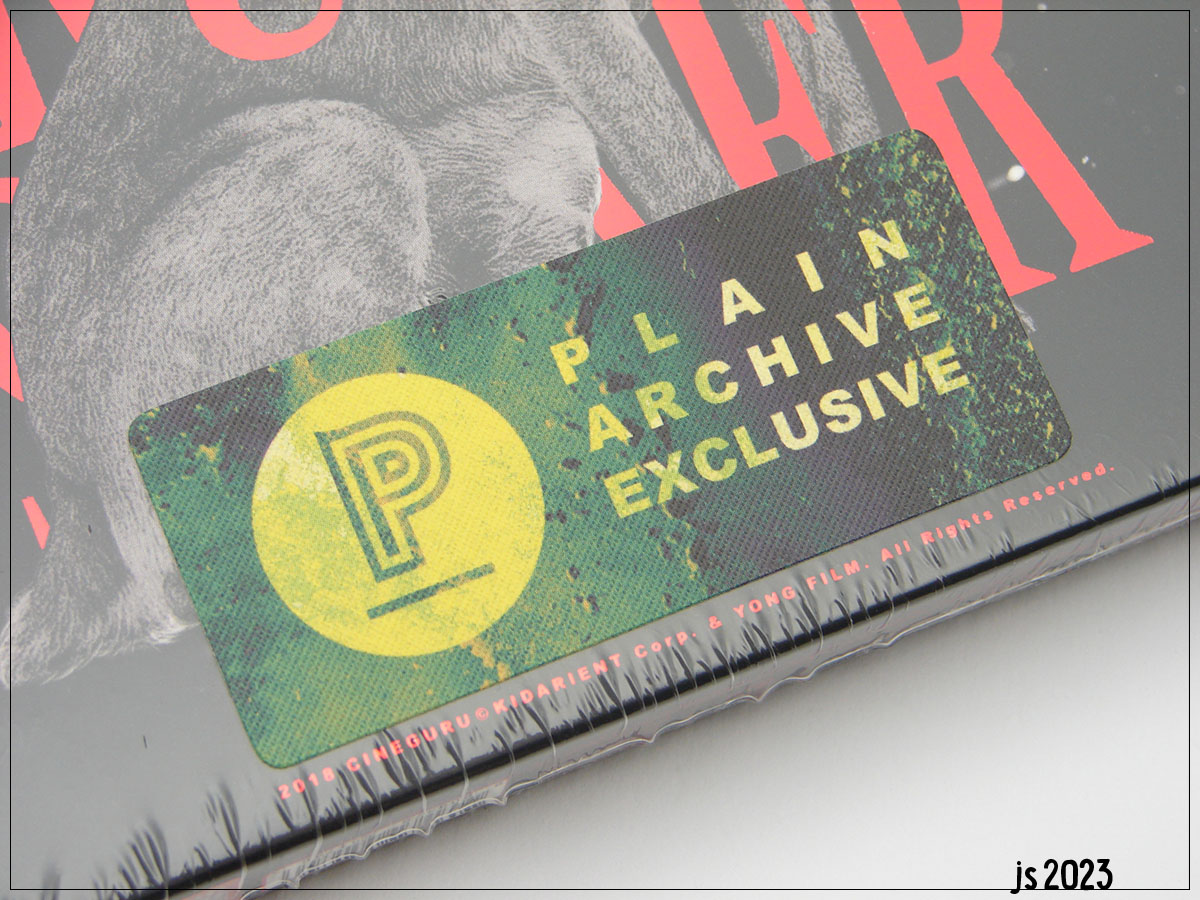 P
PLAIN
ARCHIVE
EXCLUSIVE
2018 CINEGURU © KIDARIENT Corp. & YONG FILM. All Rights Reserved.
js 2023